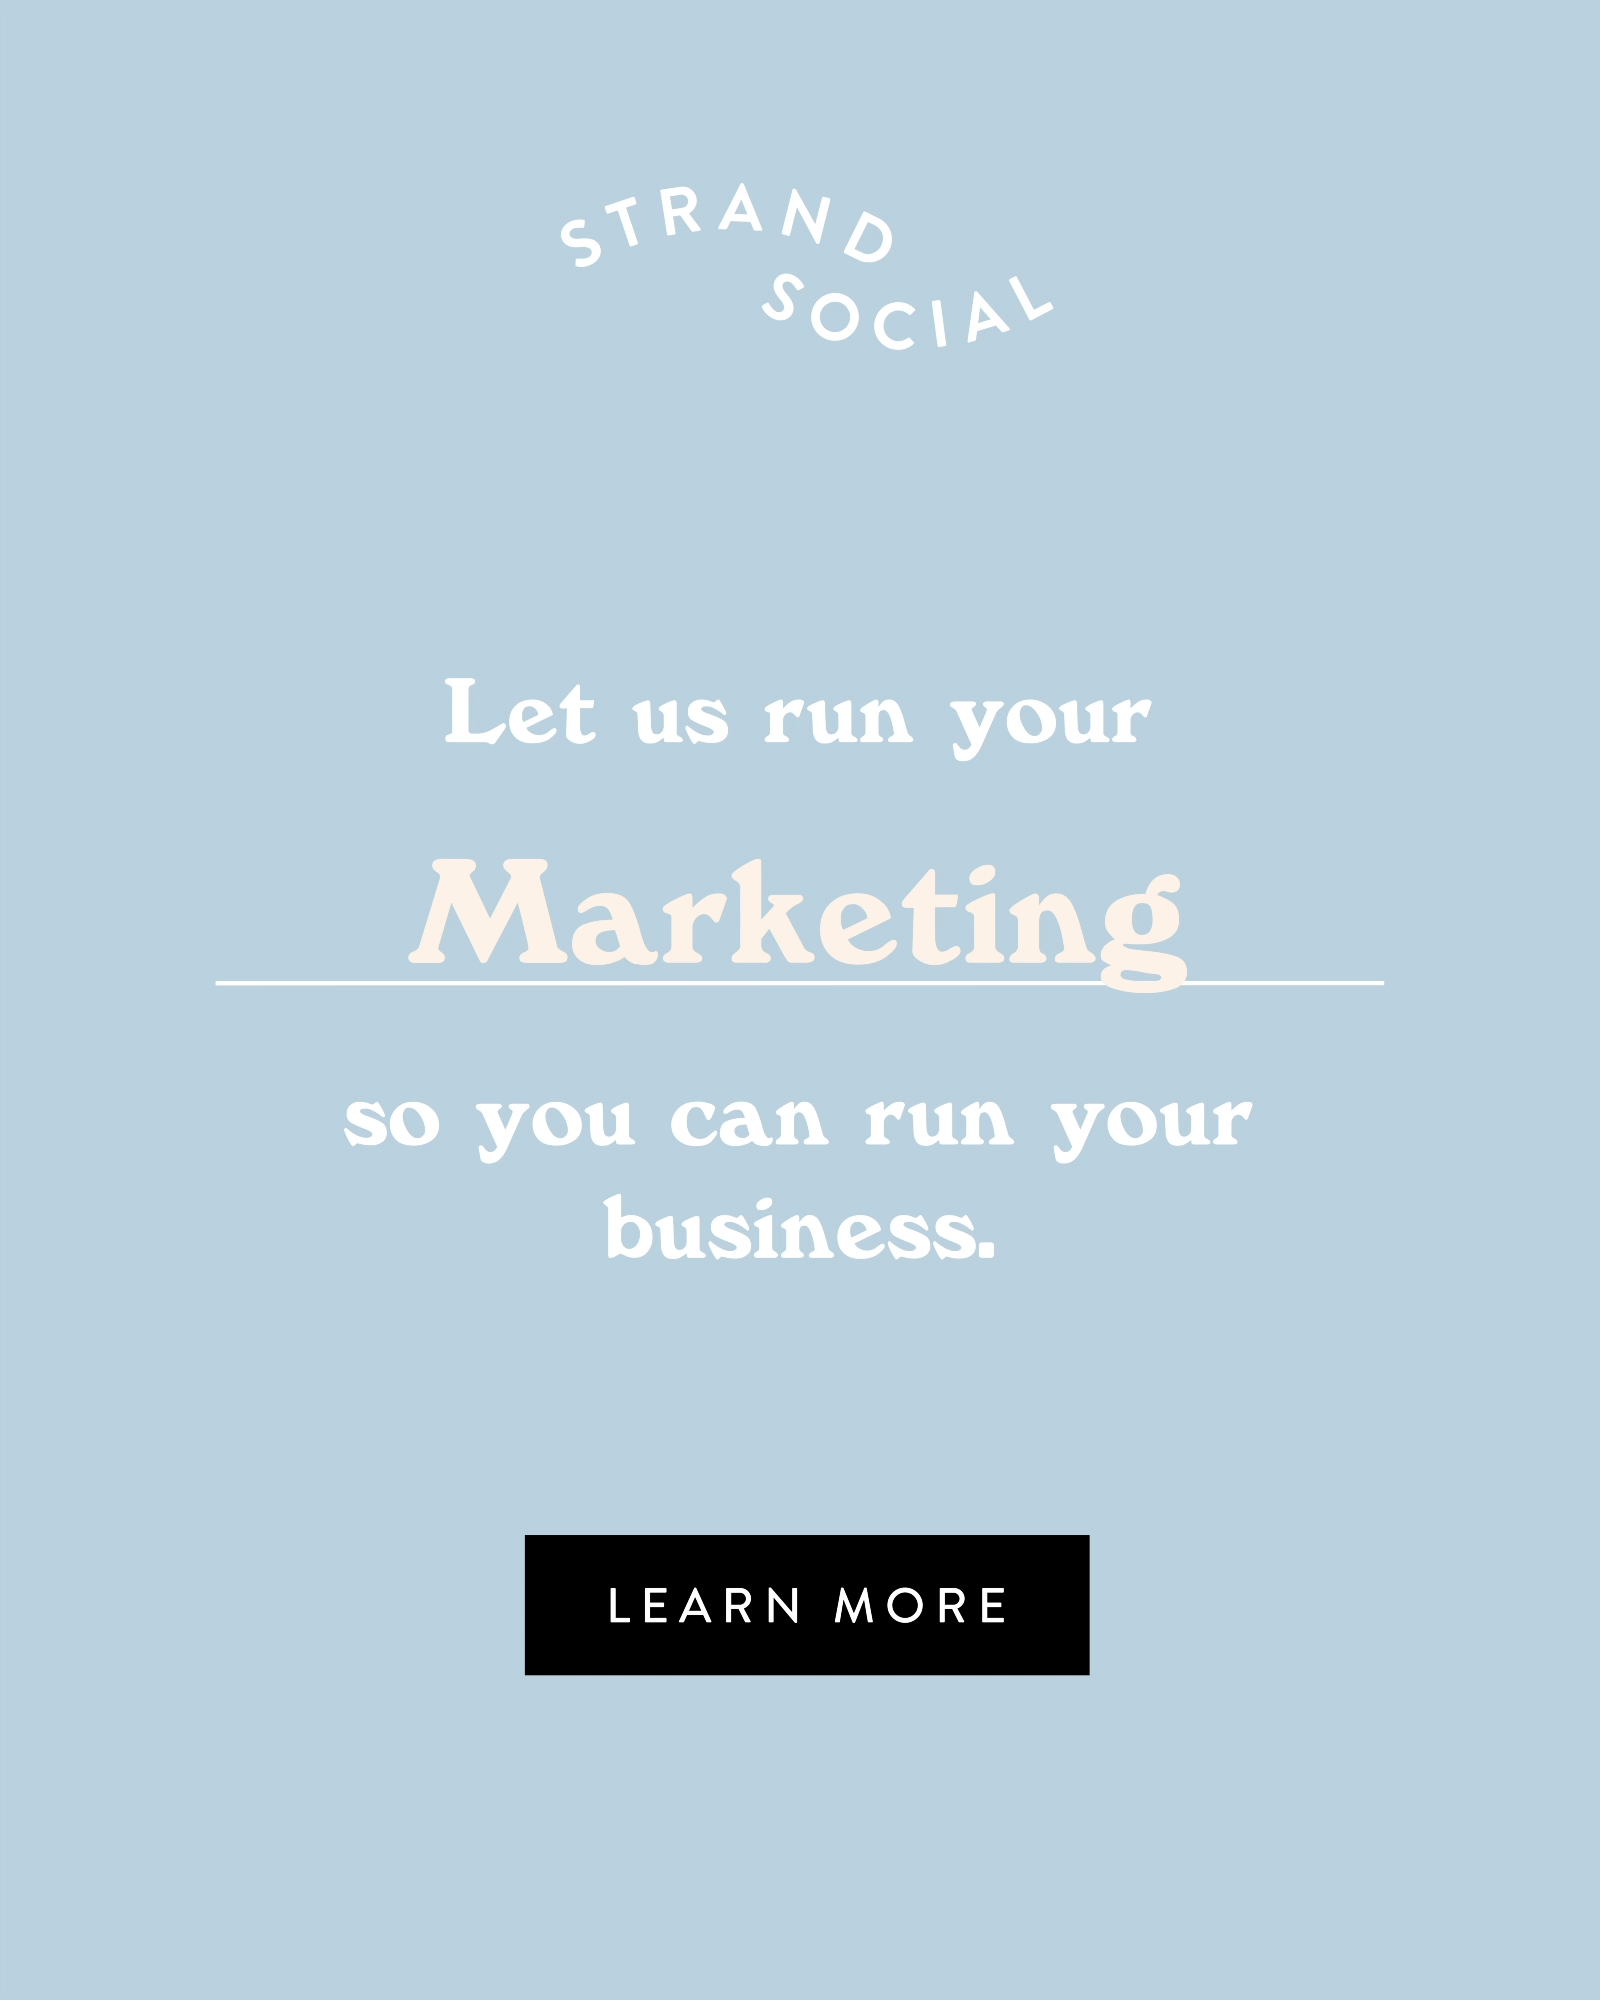 STRAND
SOCIAL
Let us run your
Marketing
so you can run your
business.
LEARN MORE